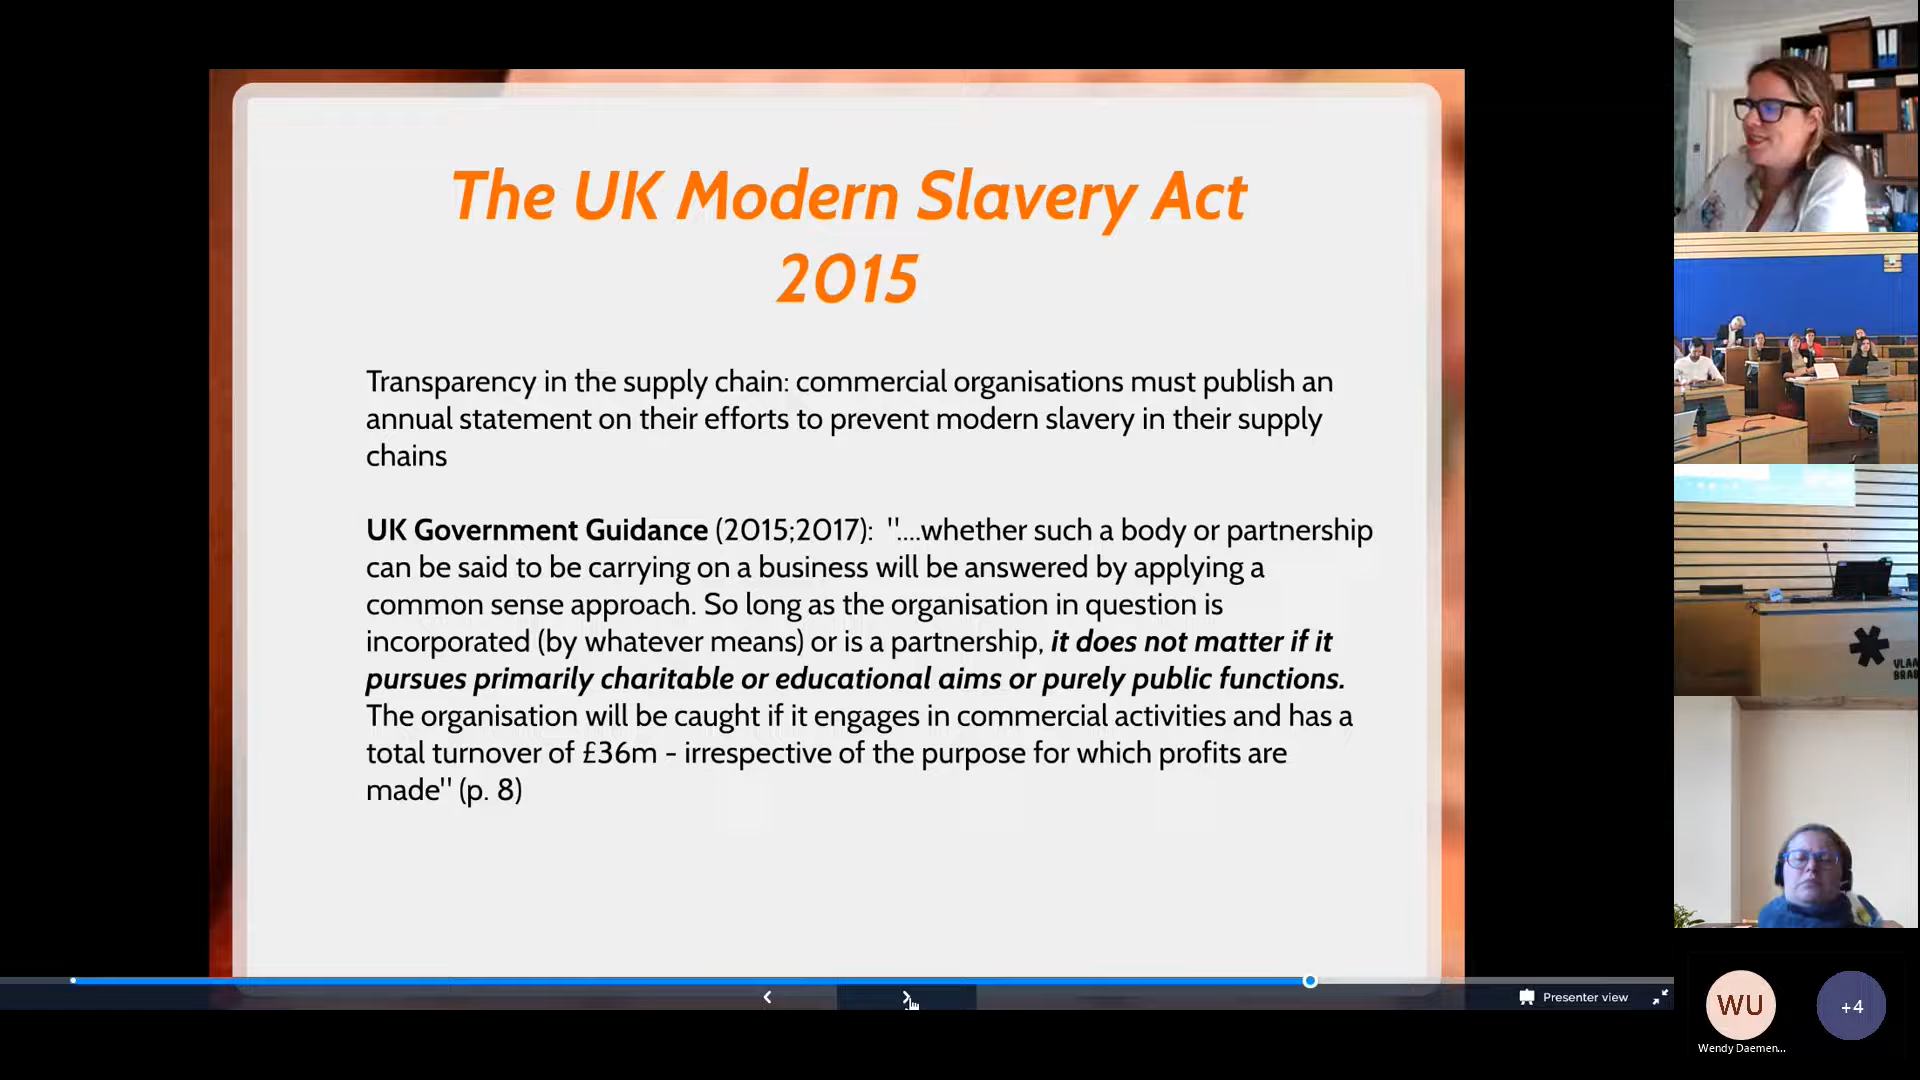 The UK Modern Slavery Act
2015
Transparency in the supply chain: commercial organisations must publish an
annual statement on their efforts to prevent modern slavery in their supply
chains
UK Government Guidance (2015;2017):  "....whether such a body or partnership
can be said to be carrying on a business will be answered by applying a
common sense approach. So long as the organisation in question is
incorporated (by whatever means) or is a partnership, it does not matter if it
pursues primarily charitable or educational aims or purely public functions.
The organisation will be caught if it engages in commercial activities and has a
total turnover of £36m - irrespective of the purpose for which profits are
made" (p. 8)
Presenter view
VLAA
BRAB
WU
+4
Wendy Daemen...